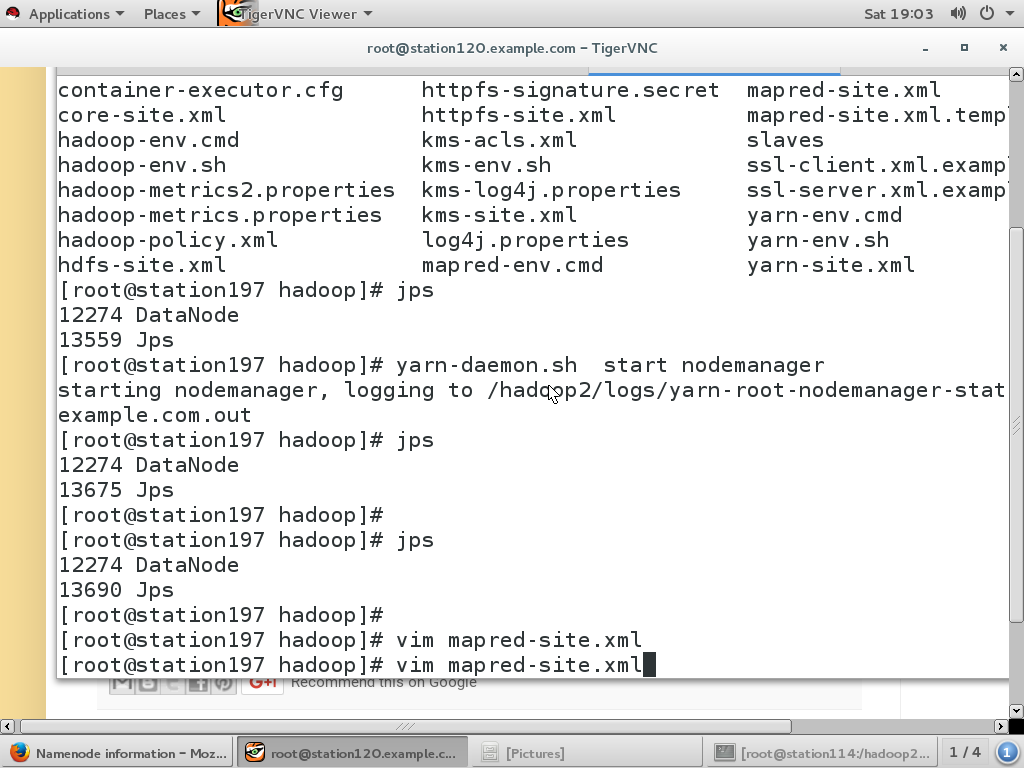 Applications Places TigerVNC Viewer Sat 19:03
root@station120.example.com – TigerVNC
container-executor.cfg httpfs-signature.secret mapred-site.xml
core-site.xml httpfs-site.xml mapred-site.xml.temp
hadoop-env.cmd kms-acls.xml slaves
hadoop-env.sh kms-env.sh ssl-client.xml.examp
hadoop-metrics2.properties kms-log4j.properties ssl-server.xml.examp
hadoop-metrics.properties kms-site.xml yarn-env.cmd
hadoop-policy.xml log4j.properties yarn-env.sh
hdfs-site.xml mapred-env.cmd yarn-site.xml
[root@station197 hadoop]# jps
12274 DataNode
13559 Jps
[root@station197 hadoop]# yarn-daemon.sh  start nodemanager
starting nodemanager, logging to /hadoop2/logs/yarn-root-nodemanager-stat
example.com.out
[root@station197 hadoop]# jps
12274 DataNode
13675 Jps
[root@station197 hadoop]#
[root@station197 hadoop]# jps
12274 DataNode
13690 Jps
[root@station197 hadoop]#
[root@station197 hadoop]# vim mapred-site.xml
[root@station197 hadoop]# vim mapred-site.xml
G+1 Recommend this on Google
Namenode information – Moz... root@station120.example.c... [Pictures] [root@station114:/hadoop2... 1 / 4 1